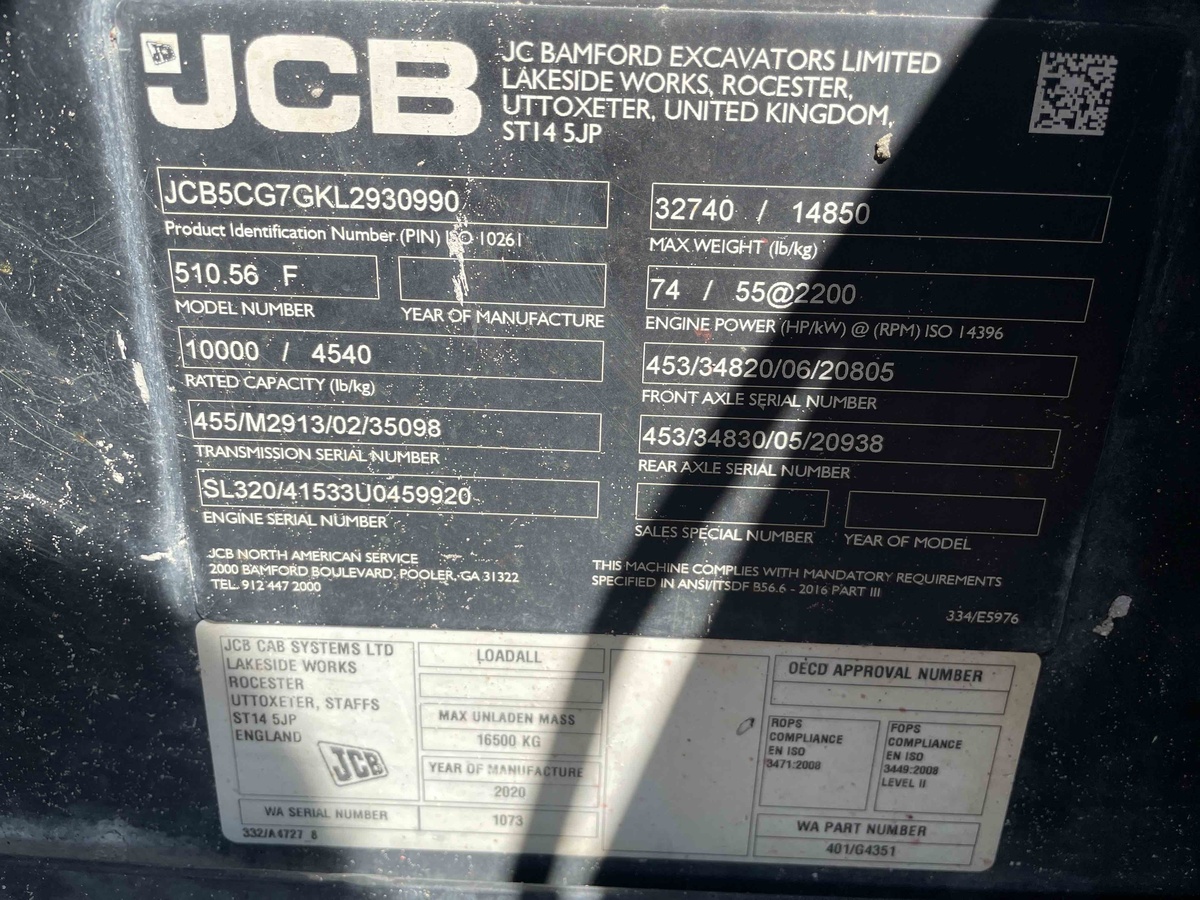 JCB
JC BAMFORD EXCAVATORS LIMITED
LAKESIDE WORKS, ROCESTER,
UTTOXETER, UNITED KINGDOM,
ST14 5JP
JCB5CG7GKL2930990
Product Identification Number (PIN) ISO 10261
510.56 F
MODEL NUMBER
YEAR OF MANUFACTURE
10000 / 4540
RATED CAPACITY (lb/kg)
455/M2913/02/35098
TRANSMISSION SERIAL NUMBER
SL320/41533U0459920
ENGINE SERIAL NUMBER
32740 / 14850
MAX WEIGHT (lb/kg)
74 / 55@2200
ENGINE POWER (HP/kW) @ (RPM) ISO 14396
453/34820/06/20805
FRONT AXLE SERIAL NUMBER
453/34830/05/20938
REAR AXLE SERIAL NUMBER
SALES SPECIAL NUMBER
YEAR OF MODEL
JCB NORTH AMERICAN SERVICE
2000 BAMFORD BOULEVARD, POOLER, GA 31322
TEL. 912 447 2000
THIS MACHINE COMPLIES WITH MANDATORY REQUIREMENTS
SPECIFIED IN ANSI/ITSDF B56.6 - 2016 PART III
334/E5976
JCB CAB SYSTEMS LTD
LAKESIDE WORKS
ROCESTER
UTTOXETER, STAFFS
ST14 5JP
ENGLAND
JCB
WA SERIAL NUMBER
332/A4727 8
LOADALL
MAX UNLADEN MASS
16500 KG
YEAR OF MANUFACTURE
2020
1073
OECD APPROVAL NUMBER
ROPS
COMPLIANCE
EN ISO
3471:2008
FOPS
COMPLIANCE
EN ISO
3449:2008
LEVEL II
WA PART NUMBER
401/G4351